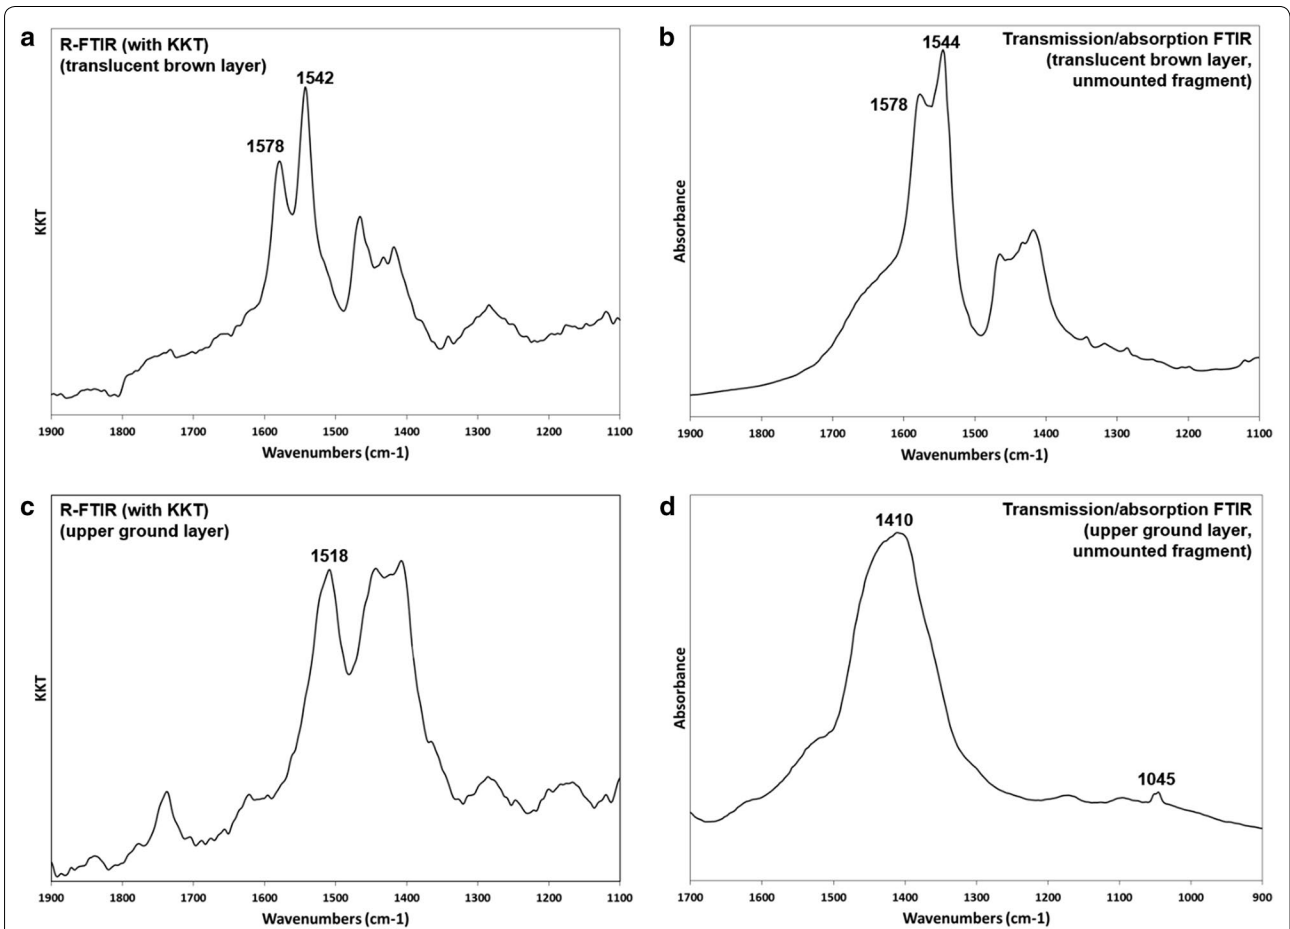 a
R-FTIR (with KKT)
(translucent brown layer)
1542
1578
KKT
1900 1800 1700 1600 1500 1400 1300 1200 1100
Wavenumbers (cm-1)
b
Transmission/absorption FTIR
(translucent brown layer,
unmounted fragment)
1544
1578
Absorbance
1900 1800 1700 1600 1500 1400 1300 1200 1100
Wavenumbers (cm-1)
c
R-FTIR (with KKT)
(upper ground layer)
1518
KKT
1900 1800 1700 1600 1500 1400 1300 1200 1100
Wavenumbers (cm-1)
d
Transmission/absorption FTIR
(upper ground layer,
unmounted fragment)
1410
1045
Absorbance
1700 1600 1500 1400 1300 1200 1100 1000 900
Wavenumbers (cm-1)